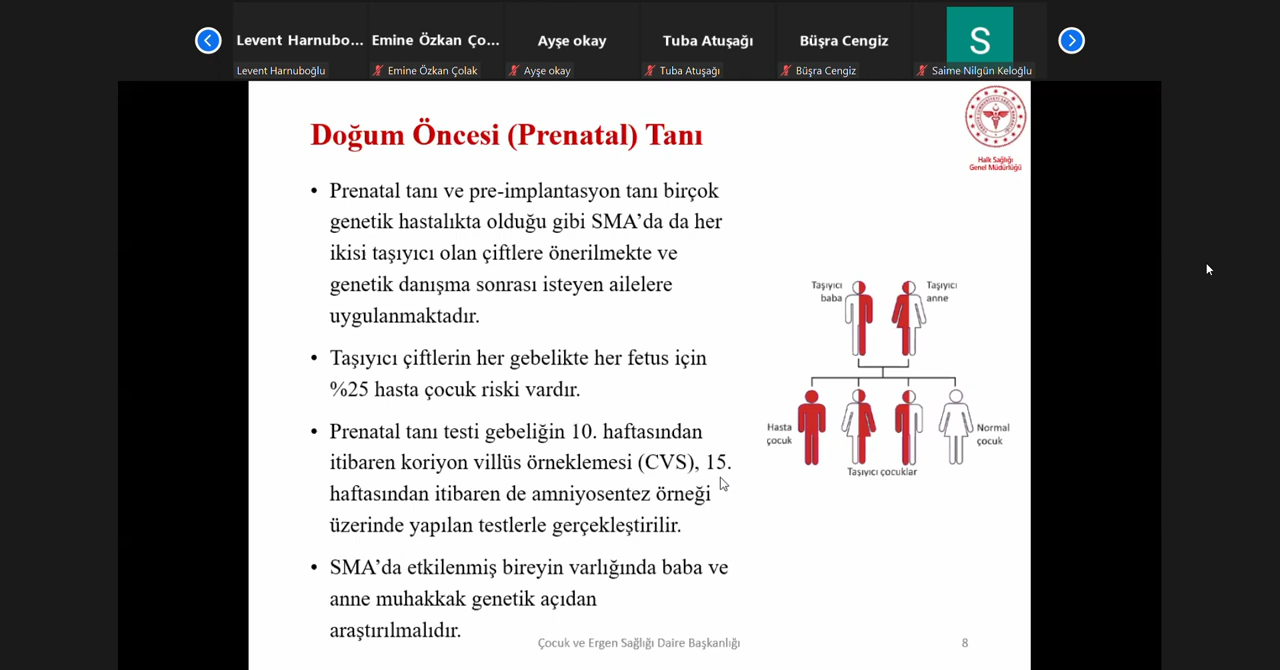 Levent Harnubo... Emine Özkan Ço... Ayşe okay Tuba Atuşağı Büşra Cengiz S
Levent Harnuboğlu Emine Özkan Çolak Ayşe okay Tuba Atuşağı Büşra Cengiz Saime Nilgün Keloğlu
Doğum Öncesi (Prenatal) Tanı
Halk Sağlığı
Genel Müdürlüğü
• Prenatal tanı ve pre-implantasyon tanı birçok
genetik hastalıkta olduğu gibi SMA’da da her
ikisi taşıyıcı olan çiftlere önerilmekte ve
genetik danışma sonrası isteyen ailelere
uygulanmaktadır.
• Taşıyıcı çiftlerin her gebelikte her fetus için
%25 hasta çocuk riski vardır.
• Prenatal tanı testi gebeliğin 10. haftasından
itibaren koriyon villüs örneklemesi (CVS), 15.
haftasından itibaren de amniyosentez örneği
üzerinde yapılan testlerle gerçekleştirilir.
• SMA’da etkilenmiş bireyin varlığında baba ve
anne muhakkak genetik açıdan
araştırılmalıdır.
Taşıyıcı
baba
Taşıyıcı
anne
Hasta
çocuk
Normal
çocuk
Taşıyıcı çocuklar
Çocuk ve Ergen Sağlığı Daire Başkanlığı 8